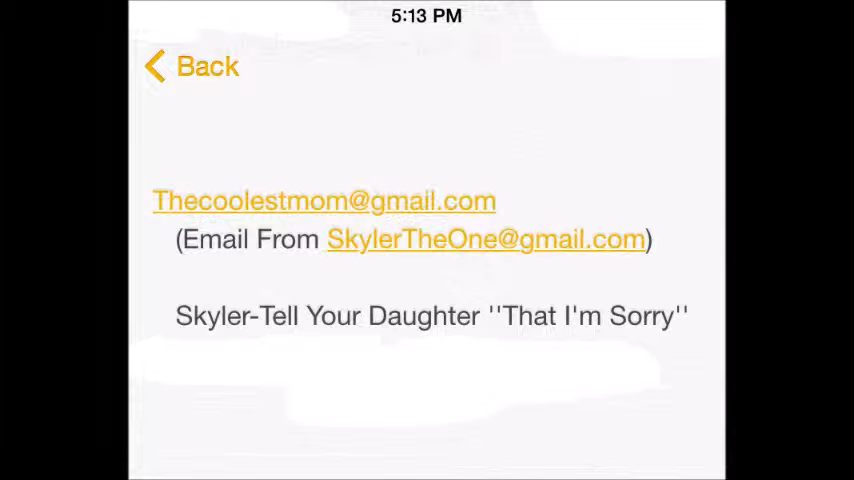 5:13 PM
Back
Thecoolestmom@gmail.com
(Email From SkylerTheOne@gmail.com)
Skyler-Tell Your Daughter ''That I'm Sorry''